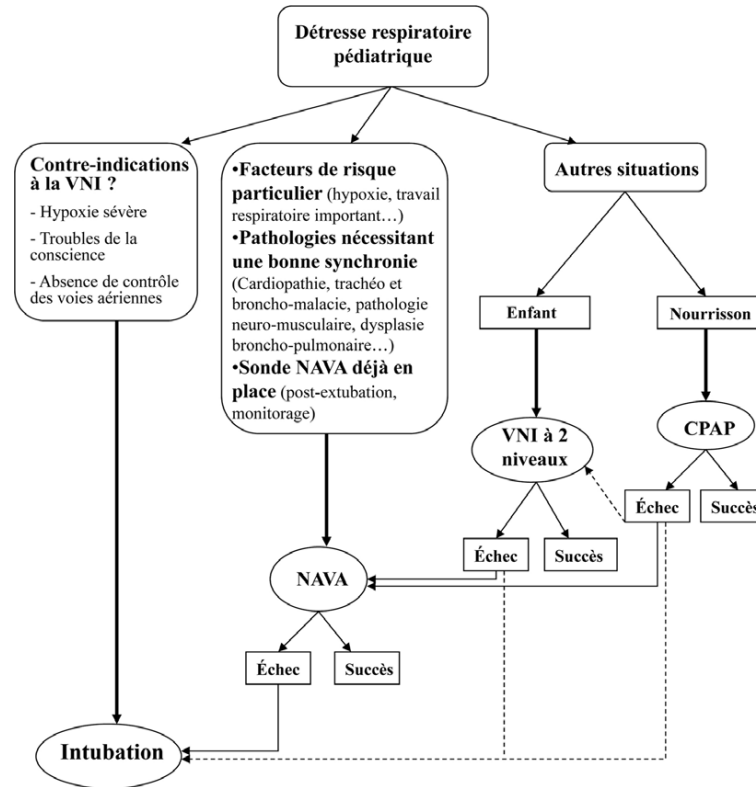 Détresse respiratoire
pédiatrique
Contre-indications
à la VNI ?
- Hypoxie sévère
- Troubles de la
conscience
- Absence de contrôle
des voies aériennes
•Facteurs de risque
particulier (hypoxie, travail
respiratoire important…)
•Pathologies nécessitant
une bonne synchronie
(Cardiopathie, trachéo et
broncho-malacie, pathologie
neuro-musculaire, dysplasie
broncho-pulmonaire…)
•Sonde NAVA déjà en
place (post-extubation,
monitorage)
Autres situations
Enfant
Nourrisson
VNI à 2
niveaux
CPAP
Échec
Succès
Échec
Succès
NAVA
Échec
Succès
Intubation